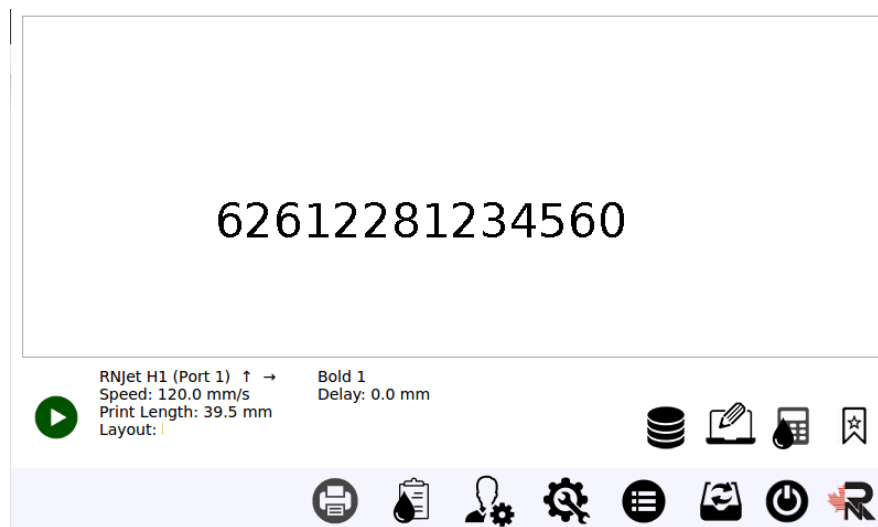 62612281234560
RNJet H1 (Port 1) ↑ → Bold 1
Speed: 120.0 mm/s Delay: 0.0 mm
Print Length: 39.5 mm
Layout: